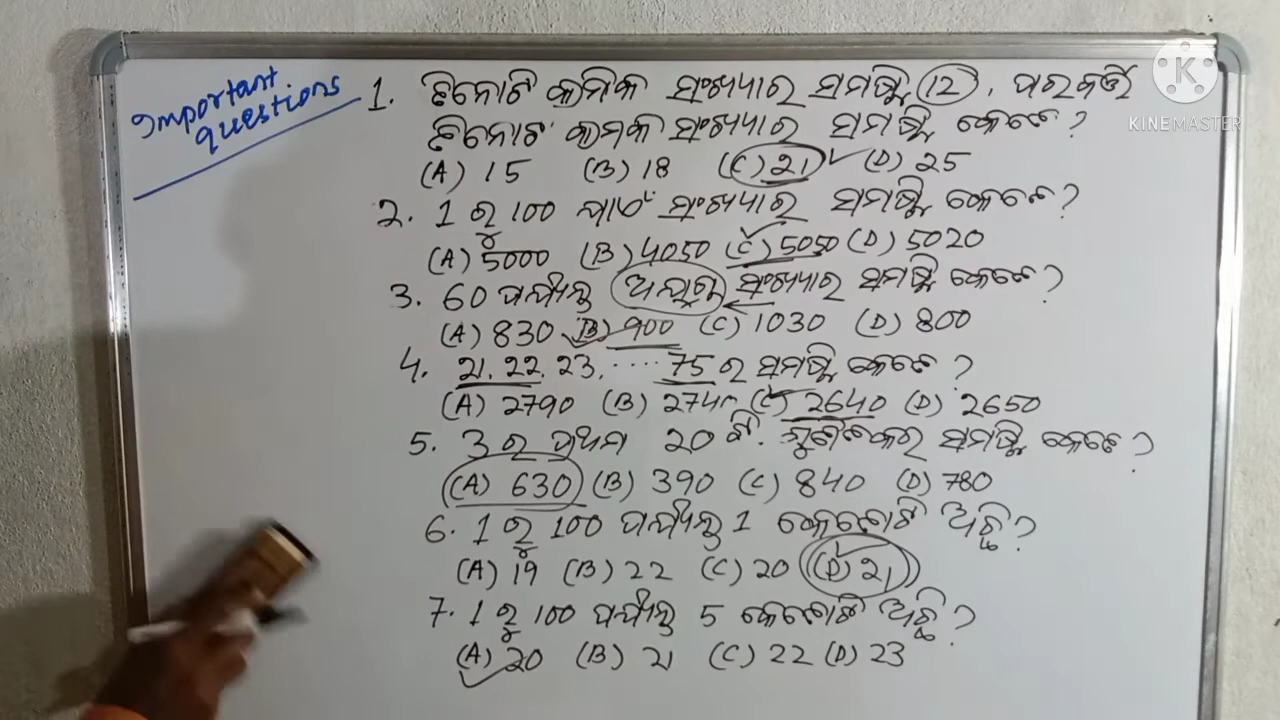 Important
questions
1. ତିନୋଟି କ୍ରମିକ ସଂଖ୍ୟାର ସମଷ୍ଟି 12, ପରବର୍ତ୍ତୀ
ତିନୋଟି କ୍ରମିକ ସଂଖ୍ୟାର ସମଷ୍ଟି କେତେ?
(A) 15 (B) 18 (C) 21 (D) 25
2. 1 ରୁ 100 ପର୍ଯ୍ୟନ୍ତ ସଂଖ୍ୟାର ସମଷ୍ଟି କେତେ?
(A) 5000 (B) 4050 (C) 5050 (D) 5020
3. 60 ପର୍ଯ୍ୟନ୍ତ ଅଯୁଗ୍ମ ସଂଖ୍ୟାର ସମଷ୍ଟି କେତେ?
(A) 830 (B) 900 (C) 1030 (D) 800
4. 21, 22, 23, .... 75 ର ସମଷ୍ଟି କେତେ?
(A) 2790 (B) 2740 (C) 2640 (D) 2650
5. 3 ର ପ୍ରଥମ 20 ଟି. ଗୁଣିତକର ସମଷ୍ଟି କେତେ?
(A) 630 (B) 390 (C) 840 (D) 780
6. 1 ରୁ 100 ପର୍ଯ୍ୟନ୍ତ 1 କେତୋଟି ଅଛି?
(A) 19 (B) 22 (C) 20 (D) 21
7. 1 ରୁ 100 ପର୍ଯ୍ୟନ୍ତ 5 କେତୋଟି ଅଛି?
(A) 20 (B) 21 (C) 22 (D) 23
K
KINEMASTER